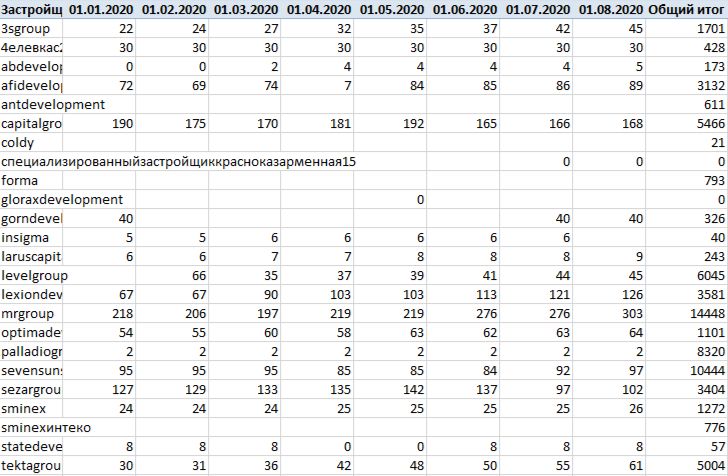 Застройщ 01.01.2020 01.02.2020 01.03.2020 01.04.2020 01.05.2020 01.06.2020 01.07.2020 01.08.2020 Общий итог
3sgroup 22 24 27 32 35 37 42 45 1701
4елевкас2 30 30 30 30 30 30 30 30 428
abdevelop 0 0 2 4 4 4 4 5 173
afidevelop 72 69 74 7 84 85 86 89 3132
antdevelopment 611
capitalgro 190 175 170 181 192 165 166 168 5466
coldy 21
специализированныйзастройщиккрасноказарменная15 0 0 0
forma 793
gloraxdevelopment 0 0
gorndevel 40 40 40 326
insigma 5 5 6 6 6 6 6 40
laruscapit 6 6 7 7 8 8 8 9 243
levelgroup 66 35 37 39 41 44 45 6045
lexiondev 67 67 90 103 103 113 121 126 3581
mrgroup 218 206 197 219 219 276 276 303 14448
optimade 54 55 60 58 63 62 63 64 1101
palladiogr 2 2 2 2 2 2 2 2 8320
sevensuns 95 95 95 85 85 84 92 97 10444
sezargrou 127 129 133 135 142 137 97 102 3404
sminex 24 24 24 25 25 25 25 26 1272
sminexинтеко 776
statedeve 8 8 8 0 0 8 8 8 57
tektagrou 30 31 36 42 48 50 55 61 5004